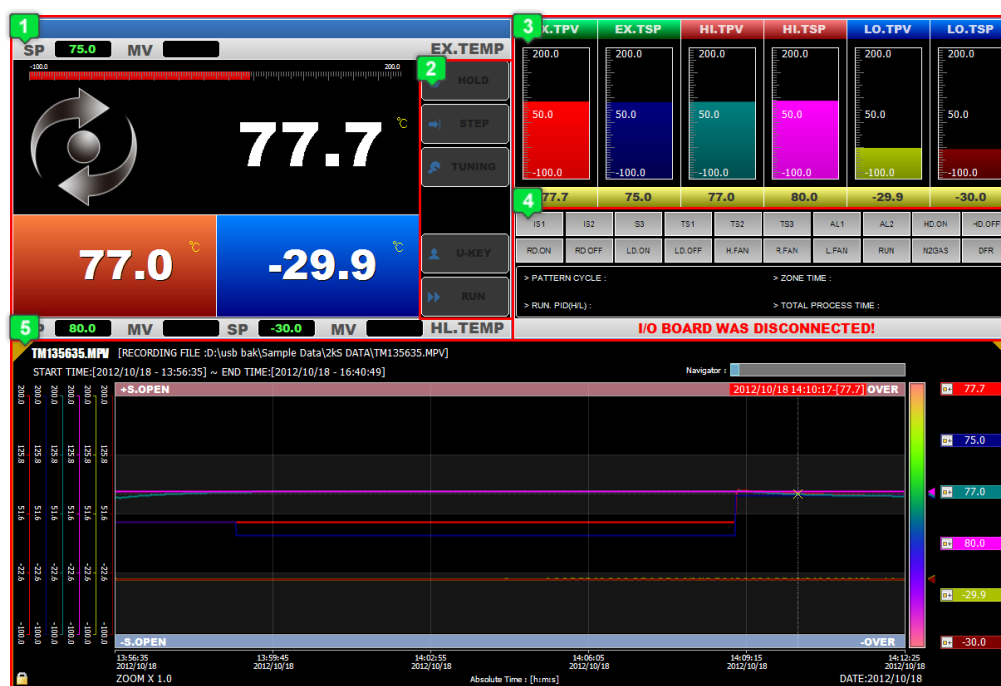 1
SP 75.0 MV EX.TEMP
-100.0 200.0
77.7 ℃
77.0 ℃
-29.9 ℃
2
HOLD
STEP
TUNING
U-KEY
RUN
80.0 MV SP -30.0 MV HL.TEMP
3
X.TPV EX.TSP HI.TPV HI.TSP LO.TPV LO.TSP
200.0 200.0 200.0 200.0 200.0 200.0
50.0 50.0 50.0 50.0 50.0 50.0
-100.0 -100.0 -100.0 -100.0 -100.0 -100.0
77.7 75.0 77.0 80.0 -29.9 -30.0
4
IS1 IS2 IS3 TS1 TS2 TS3 AL1 AL2 HD.ON HD.OFF
RD.ON RD.OFF LD.ON LD.OFF H.FAN R.FAN L.FAN RUN N2GAS DFR
> PATTERN CYCLE : > ZONE TIME :
> RUN. PID(H/L) : > TOTAL PROCESS TIME :
I/O BOARD WAS DISCONNECTED!
5
TM135635.MPV [RECORDING FILE :D:\usb bak\Sample Data\2kS DATA\TM135635.MPV]
START TIME:[2012/10/18 - 13:56:35] ~ END TIME:[2012/10/18 - 16:40:49] Navigator :
+S.OPEN 2012/10/18 14:10:17-[77.7] OVER
200.0 200.0 200.0 200.0 200.0
125.8 125.8 125.8 125.8 125.8
51.6 51.6 51.6 51.6 51.6
-22.6 -22.6 -22.6 -22.6 -22.6
-100.0 -100.0 -100.0 -100.0 -100.0
77.7
75.0
77.0
80.0
-29.9
-30.0
-S.OPEN -OVER
13:56:35 13:59:45 14:02:55 14:06:05 14:09:15 14:12:25
2012/10/18 2012/10/18 2012/10/18 2012/10/18 2012/10/18 2012/10/18
ZOOM X 1.0 Absolute Time : [h:m:s] DATE:2012/10/18